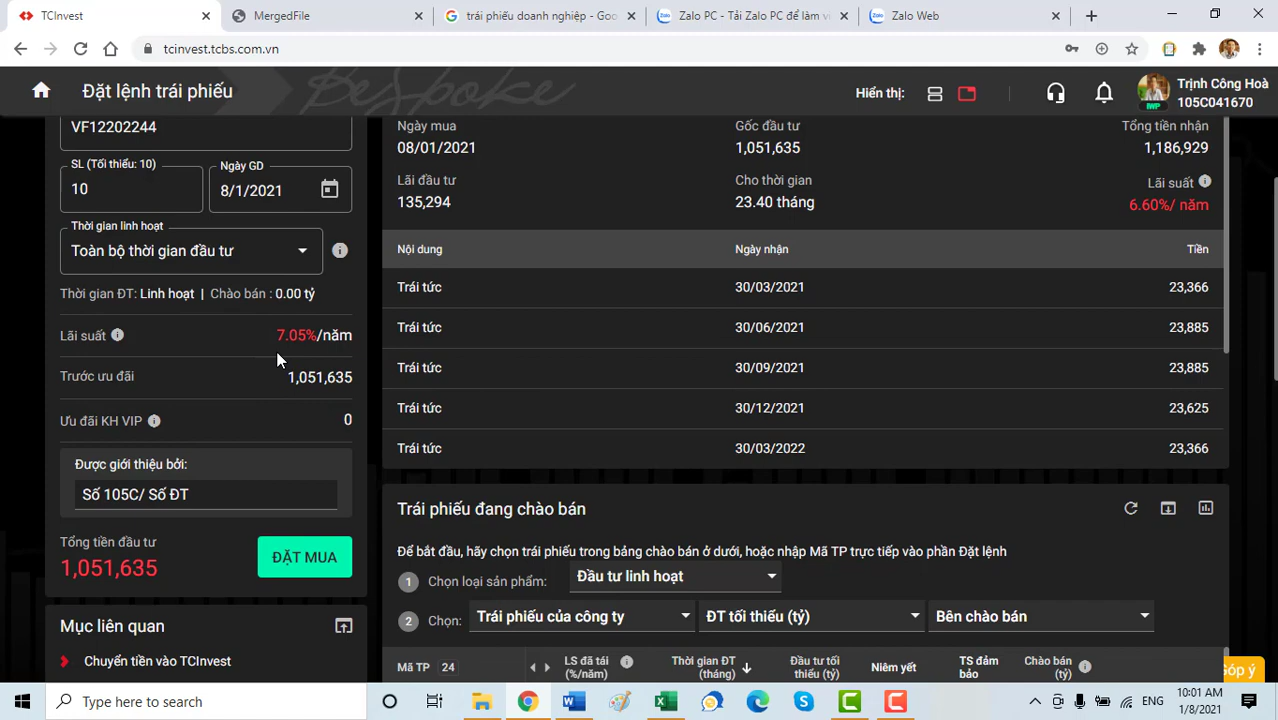 TCInvest
MergedFile
trái phiếu doanh nghiệp - Goo
Zalo PC - Tải Zalo PC để làm vi
Zalo Web
tcinvest.tcbs.com.vn
Đặt lệnh trái phiếu
BeSpoke
Hiển thị:
Trịnh Công Hoà
105C041670
IWP
VF12202244
SL (Tối thiểu: 10)
10
Ngày GD
8/1/2021
Thời gian linh hoạt
Toàn bộ thời gian đầu tư
Thời gian ĐT: Linh hoạt | Chào bán : 0.00 tỷ
Lãi suất
7.05%/năm
Trước ưu đãi
1,051,635
Ưu đãi KH VIP
0
Được giới thiệu bởi:
Số 105C/ Số ĐT
Tổng tiền đầu tư
1,051,635
ĐẶT MUA
Mục liên quan
Chuyển tiền vào TCInvest
Ngày mua
08/01/2021
Gốc đầu tư
1,051,635
Tổng tiền nhận
1,186,929
Lãi đầu tư
135,294
Cho thời gian
23.40 tháng
Lãi suất
6.60%/ năm
Nội dung Ngày nhận Tiền
Trái tức 30/03/2021 23,366
Trái tức 30/06/2021 23,885
Trái tức 30/09/2021 23,885
Trái tức 30/12/2021 23,625
Trái tức 30/03/2022 23,366
Trái phiếu đang chào bán
Để bắt đầu, hãy chọn trái phiếu trong bảng chào bán ở dưới, hoặc nhập Mã TP trực tiếp vào phần Đặt lệnh
1 Chọn loại sản phẩm: Đầu tư linh hoạt
2 Chọn: Trái phiếu của công ty ĐT tối thiểu (tỷ) Bên chào bán
Mã TP 24
LS đã tái
(%/năm)
Thời gian ĐT
(tháng)
Đầu tư tối
thiểu (tỷ)
Niêm yết
TS đảm
bảo
Chào bán
(tỷ)
Góp ý
Type here to search
ENG
10:01 AM
1/8/2021